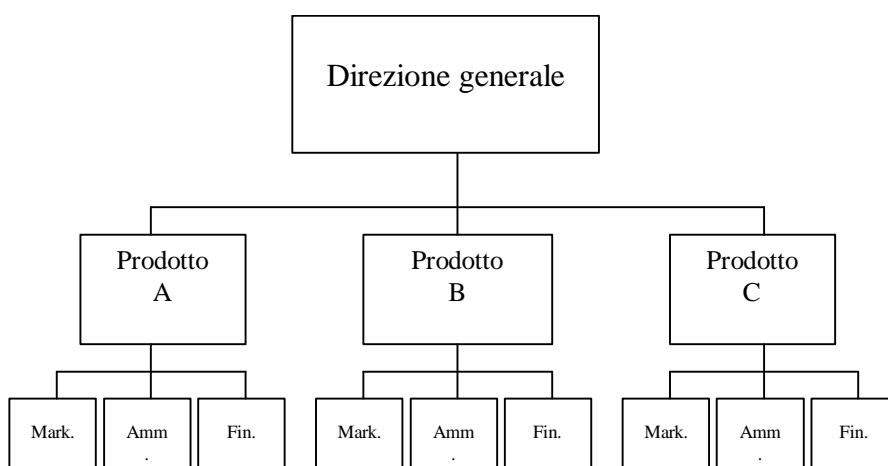 Direzione generale
Prodotto
A
Prodotto
B
Prodotto
C
Mark.
Amm
.
Fin.
Mark.
Amm
.
Fin.
Mark.
Amm
.
Fin.